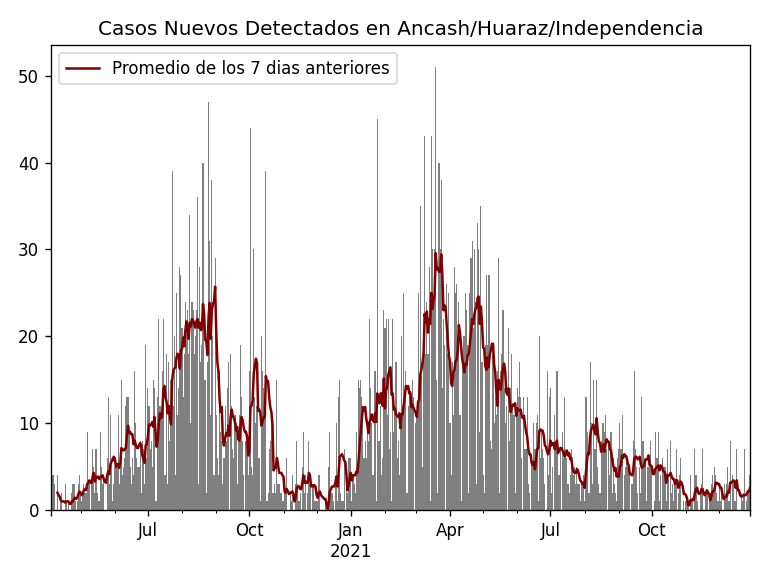 Casos Nuevos Detectados en Ancash/Huaraz/Independencia
Promedio de los 7 dias anteriores
50
40
30
20
10
0
Jul Oct Jan Apr Jul Oct
2021